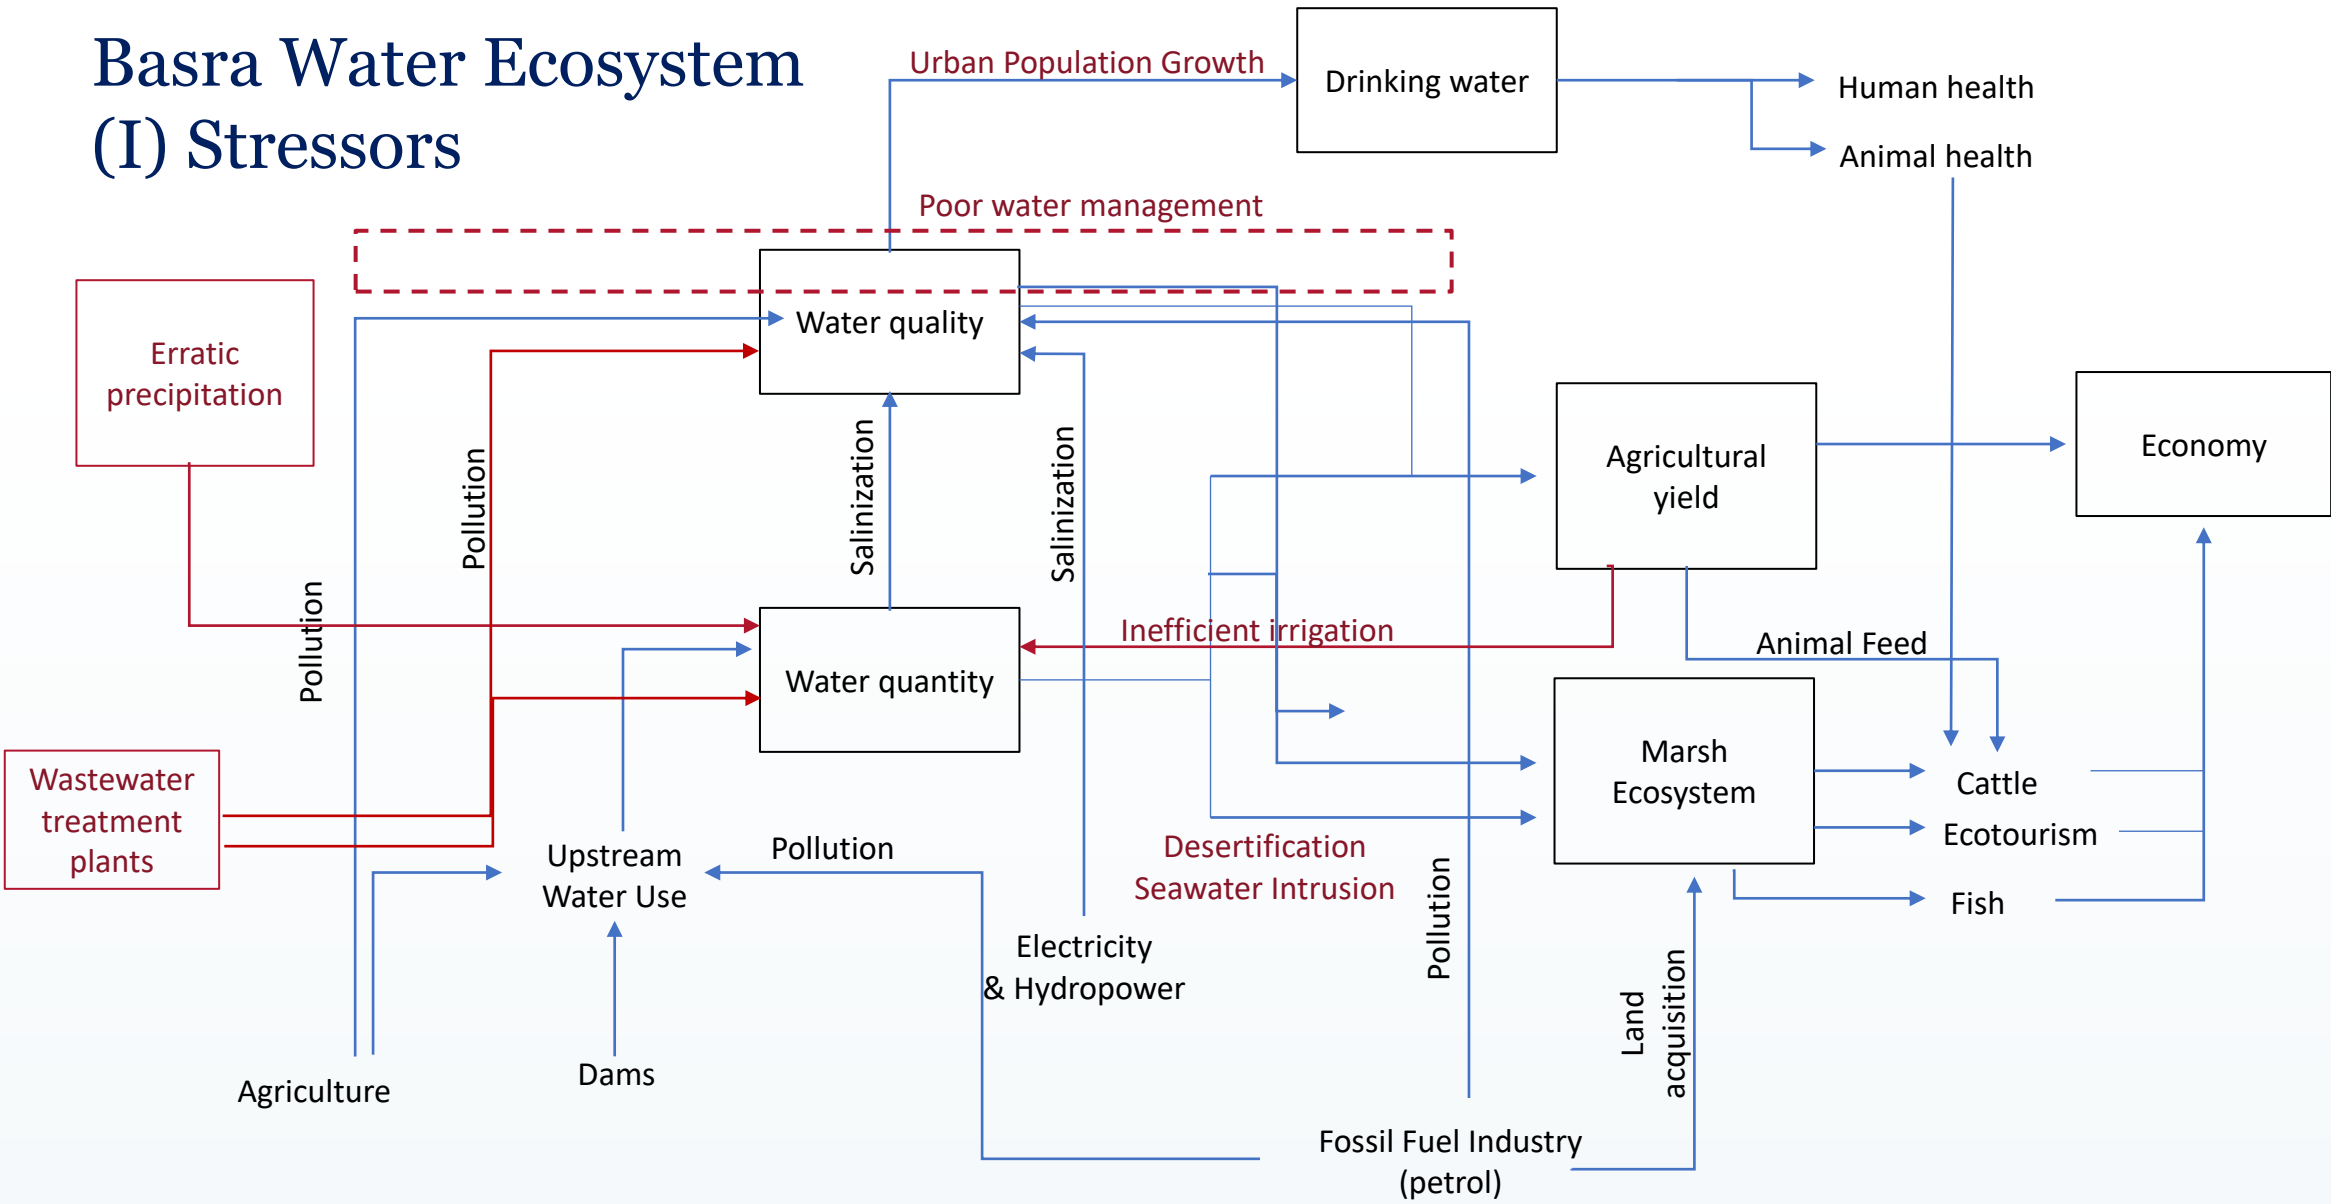 Basra Water Ecosystem
(I) Stressors
Urban Population Growth
Drinking water
Human health
Animal health
Poor water management
Erratic
precipitation
Water quality
Agricultural
yield
Economy
Pollution
Pollution
Salinization
Salinization
Inefficient irrigation
Animal Feed
Water quantity
Marsh
Ecosystem
Cattle
Ecotourism
Fish
Wastewater
treatment
plants
Upstream
Water Use
Pollution
Desertification
Seawater Intrusion
Pollution
Electricity
& Hydropower
Land
acquisition
Agriculture
Dams
Fossil Fuel Industry
(petrol)